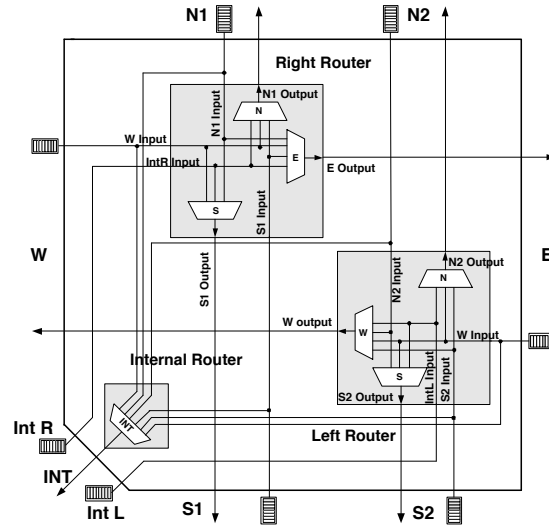 N1
N2
Right Router
N1 Output
N
N1 Input
W Input
E
IntR Input
E Output
S
S1 Input
W
S1 Output
E
N2 Input
N2 Output
N
W output
W
W Input
Internal Router
S
S2 Output
IntL Input
S2 Input
INT
Int R
Left Router
INT
Int L
S1
S2